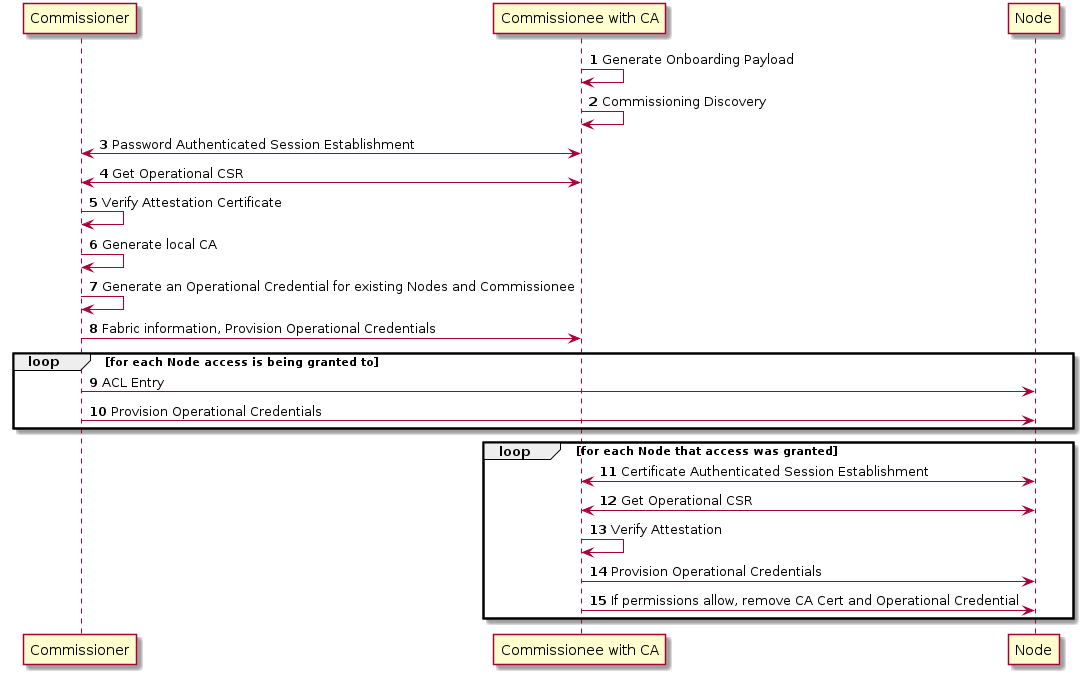 Commissioner
Commissionee with CA
Node
1 Generate Onboarding Payload
2 Commissioning Discovery
3 Password Authenticated Session Establishment
4 Get Operational CSR
5 Verify Attestation Certificate
6 Generate local CA
7 Generate an Operational Credential for existing Nodes and Commissionee
8 Fabric information, Provision Operational Credentials
loop [for each Node access is being granted to]
9 ACL Entry
10 Provision Operational Credentials
loop [for each Node that access was granted]
11 Certificate Authenticated Session Establishment
12 Get Operational CSR
13 Verify Attestation
14 Provision Operational Credentials
15 If permissions allow, remove CA Cert and Operational Credential
Commissioner
Commissionee with CA
Node